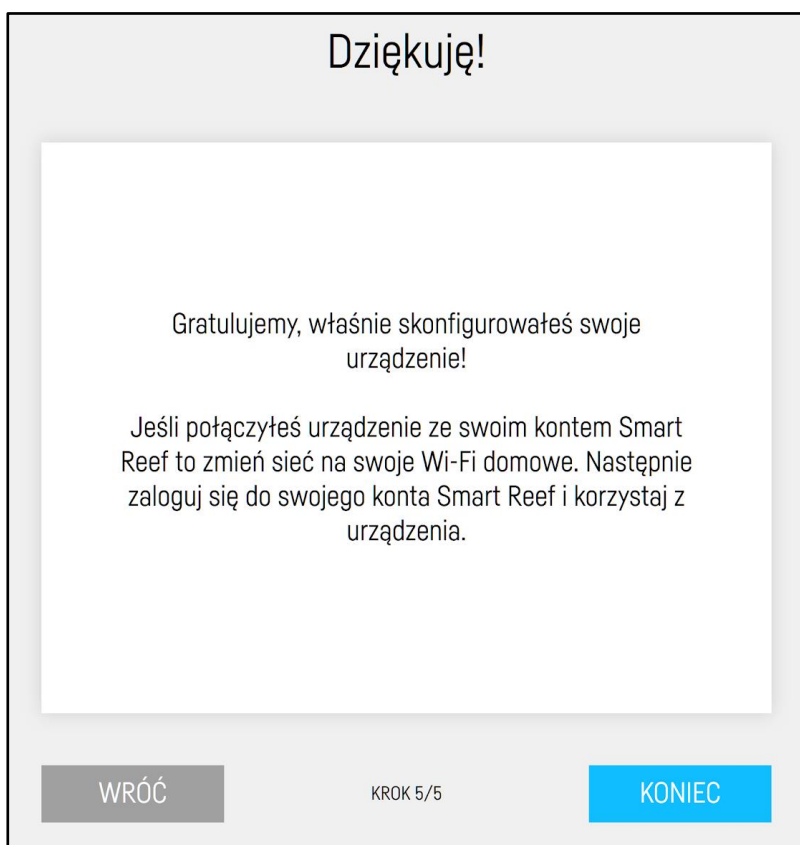 Dziękuję!
Gratulujemy, właśnie skonfigurowałeś swoje
urządzenie!
Jeśli połączyłeś urządzenie ze swoim kontem Smart
Reef to zmień sieć na swoje Wi-Fi domowe. Następnie
zaloguj się do swojego konta Smart Reef i korzystaj z
urządzenia.
WRÓĆ
KROK 5/5
KONIEC